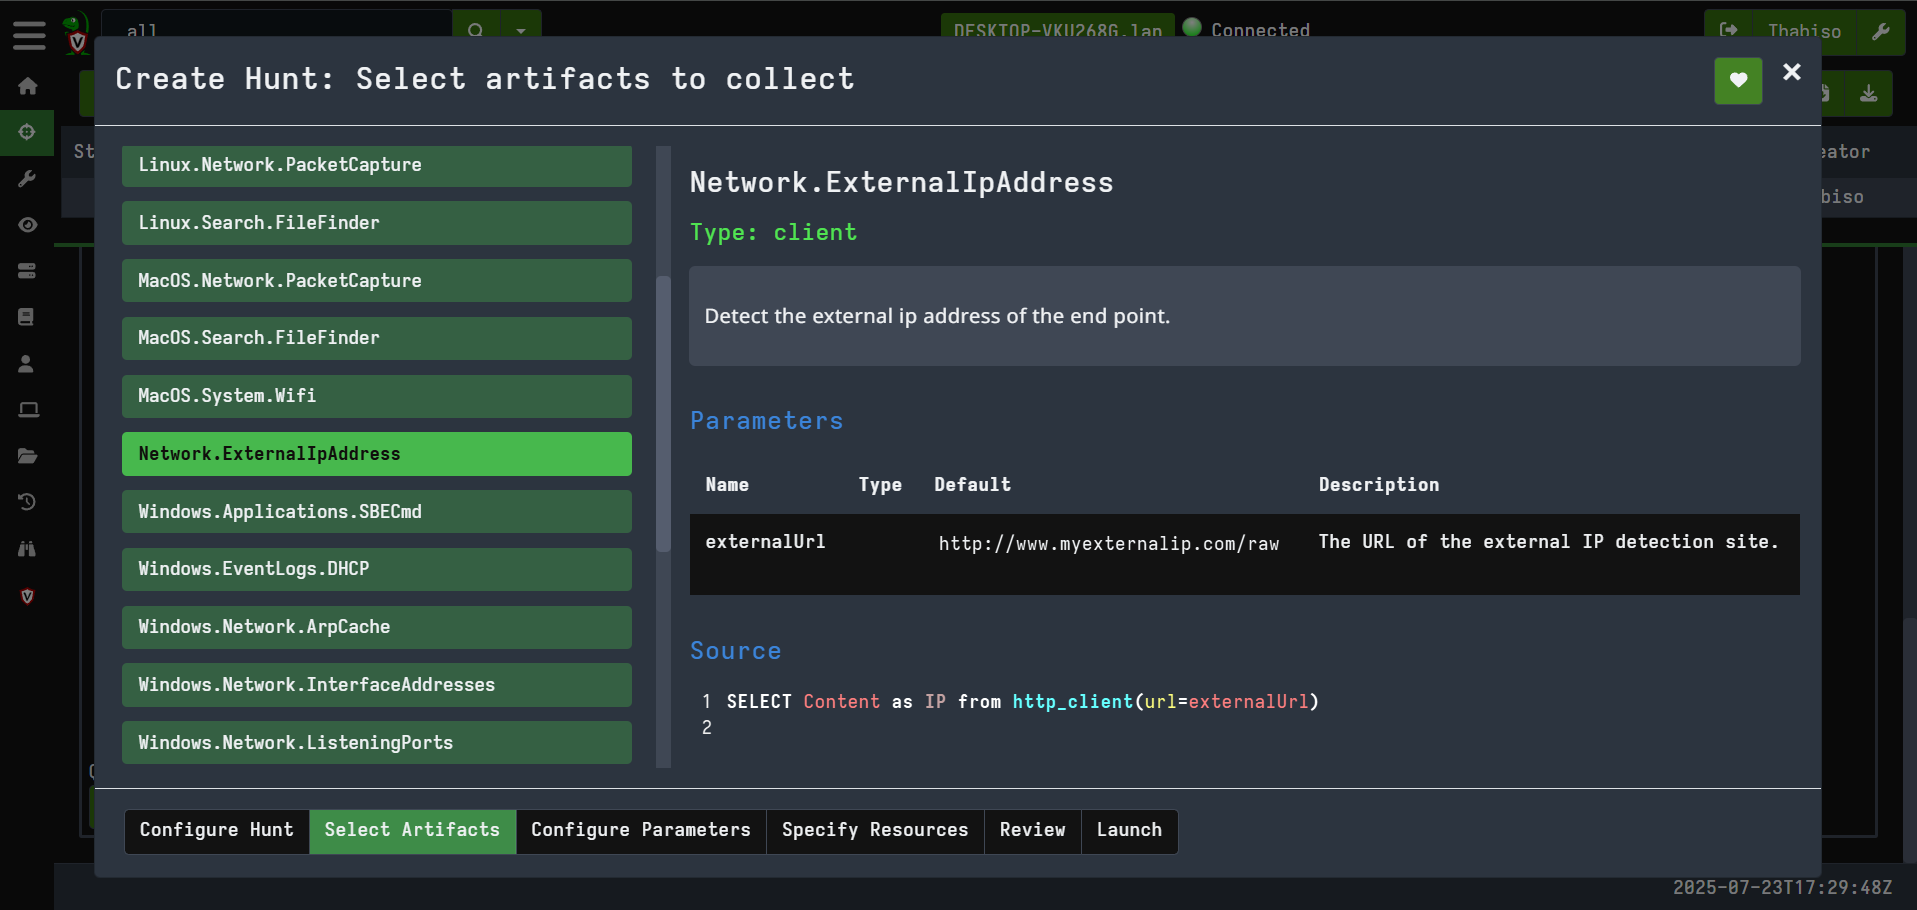 all
DESKTOP-VKU268G.lan
Connected
Thabiso
Create Hunt: Select artifacts to collect
Linux.Network.PacketCapture
Linux.Search.FileFinder
MacOS.Network.PacketCapture
MacOS.Search.FileFinder
MacOS.System.Wifi
Network.ExternalIpAddress
Windows.Applications.SBECmd
Windows.EventLogs.DHCP
Windows.Network.ArpCache
Windows.Network.InterfaceAddresses
Windows.Network.ListeningPorts
Network.ExternalIpAddress
Type: client
Detect the external ip address of the end point.
Parameters
Name Type Default Description
externalUrl http://www.myexternalip.com/raw The URL of the external IP detection site.
Source
1 SELECT Content as IP from http_client(url=externalUrl)
2
Configure Hunt Select Artifacts Configure Parameters Specify Resources Review Launch
St
eator
biso
2025-07-23T17:29:48Z